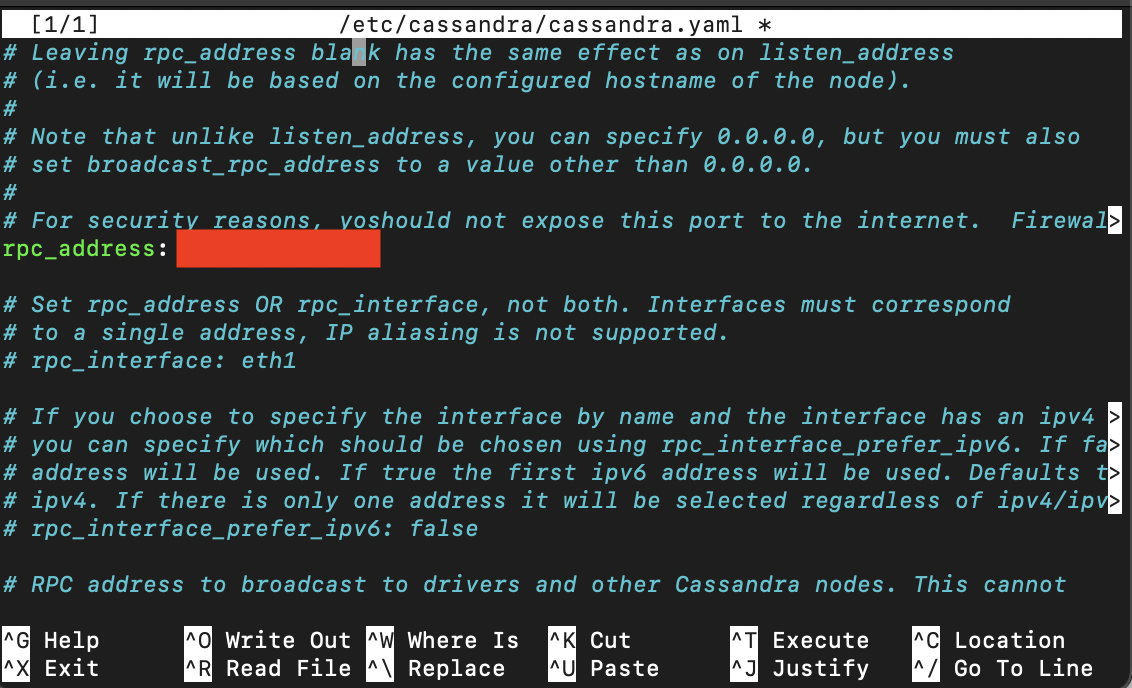 [1/1] /etc/cassandra/cassandra.yaml *
# Leaving rpc_address blank has the same effect as on listen_address
# (i.e. it will be based on the configured hostname of the node).
#
# Note that unlike listen_address, you can specify 0.0.0.0, but you must also
# set broadcast_rpc_address to a value other than 0.0.0.0.
#
# For security reasons, yoshould not expose this port to the internet.  Firewal>
rpc_address:
# Set rpc_address OR rpc_interface, not both. Interfaces must correspond
# to a single address, IP aliasing is not supported.
# rpc_interface: eth1
# If you choose to specify the interface by name and the interface has an ipv4 >
# you can specify which should be chosen using rpc_interface_prefer_ipv6. If fa>
# address will be used. If true the first ipv6 address will be used. Defaults t>
# ipv4. If there is only one address it will be selected regardless of ipv4/ipv>
# rpc_interface_prefer_ipv6: false
# RPC address to broadcast to drivers and other Cassandra nodes. This cannot
^G Help ^O Write Out ^W Where Is ^K Cut ^T Execute ^C Location
^X Exit ^R Read File ^\ Replace ^U Paste ^J Justify ^/ Go To Line